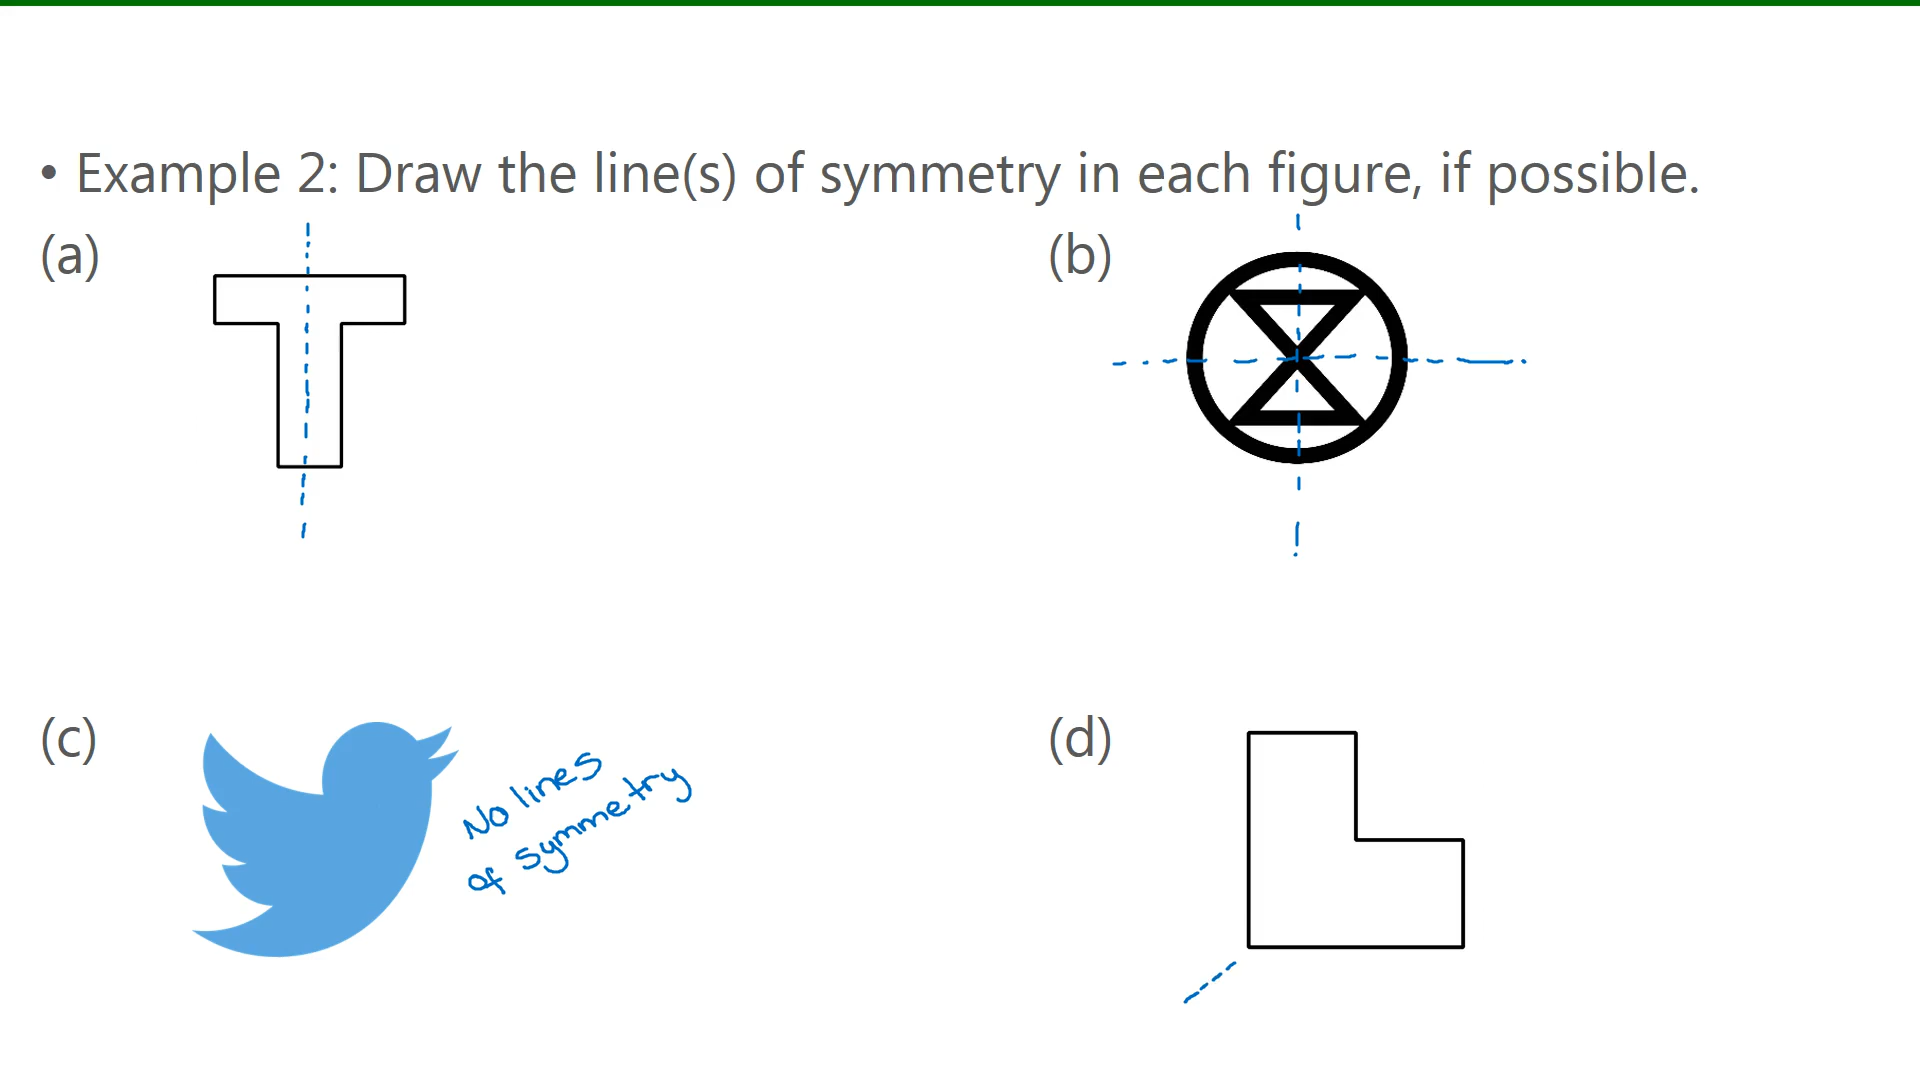 • Example 2: Draw the line(s) of symmetry in each figure, if possible.
(a)
(b)
(c)
No lines
of symmetry
(d)